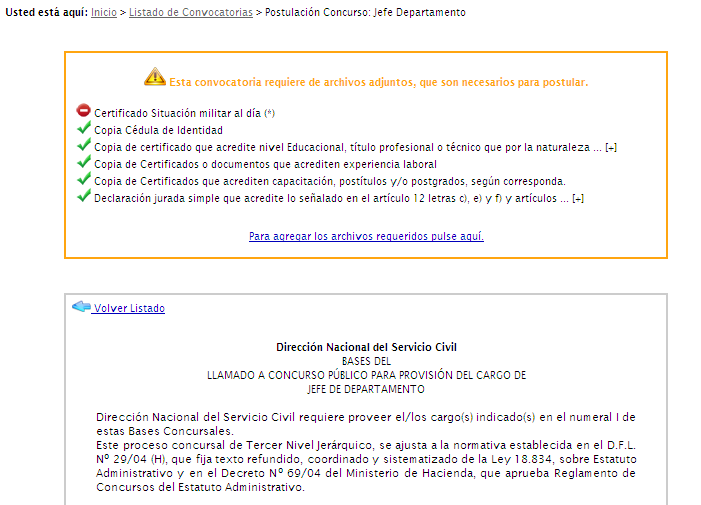 Usted está aquí: Inicio > Listado de Convocatorias > Postulación Concurso: Jefe Departamento
Esta convocatoria requiere de archivos adjuntos, que son necesarios para postular.
Certificado Situación militar al día (*)
Copia Cédula de Identidad
Copia de certificado que acredite nivel Educacional, título profesional o técnico que por la naturaleza ... [+]
Copia de Certificados o documentos que acrediten experiencia laboral
Copia de Certificados que acrediten capacitación, postítulos y/o postgrados, según corresponda.
Declaración jurada simple que acredite lo señalado en el artículo 12 letras c), e) y f) y artículos ... [+]
Para agregar los archivos requeridos pulse aquí.
Volver Listado
Dirección Nacional del Servicio Civil
BASES DEL
LLAMADO A CONCURSO PÚBLICO PARA PROVISIÓN DEL CARGO DE
JEFE DE DEPARTAMENTO
Dirección Nacional del Servicio Civil requiere proveer el/los cargo(s) indicado(s) en el numeral I de
estas Bases Concursales.
Este proceso concursal de Tercer Nivel Jerárquico, se ajusta a la normativa establecida en el D.F.L.
Nº 29/04 (H), que fija texto refundido, coordinado y sistematizado de la Ley 18.834, sobre Estatuto
Administrativo y en el Decreto Nº 69/04 del Ministerio de Hacienda, que aprueba Reglamento de
Concursos del Estatuto Administrativo.